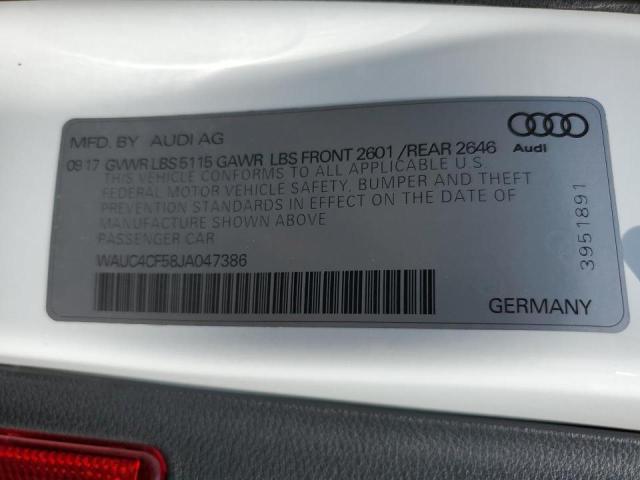 MFD. BY AUDI AG
09 17 GVWR LBS 5115 GAWR LBS FRONT 2601 /REAR 2646
THIS VEHICLE CONFORMS TO ALL APPLICABLE U.S.
FEDERAL MOTOR VEHICLE SAFETY, BUMPER AND THEFT
PREVENTION STANDARDS IN EFFECT ON THE DATE OF
MANUFACTURE SHOWN ABOVE
PASSENGER CAR
WAUC4CF58JA047386
Audi
3951891
GERMANY